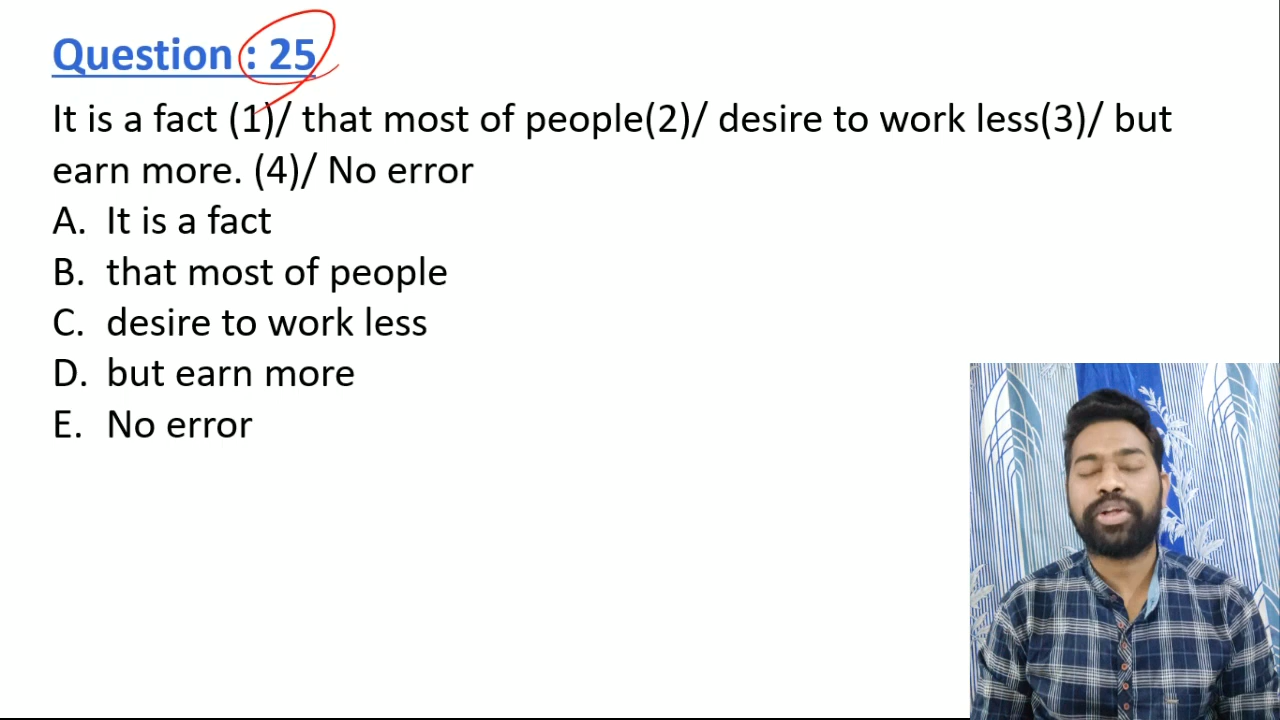 Question : 25
It is a fact (1)/ that most of people(2)/ desire to work less(3)/ but
earn more. (4)/ No error
A. It is a fact
B. that most of people
C. desire to work less
D. but earn more
E. No error